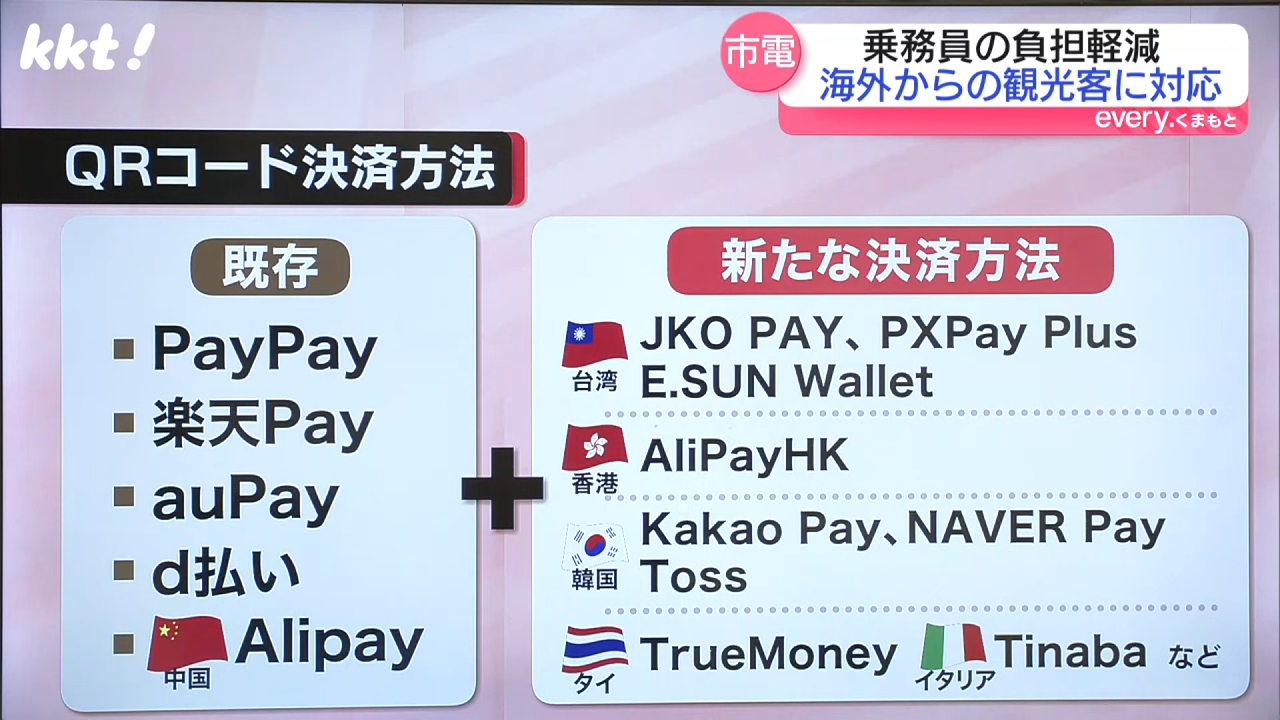 kkt!
市電
乗務員の負担軽減
海外からの観光客に対応
every.くまもと
QRコード決済方法
既存
PayPay
楽天Pay
auPay
d払い
Alipay
中国
新たな決済方法
JKO PAY、PXPay Plus
E.SUN Wallet
台湾
AliPayHK
香港
Kakao Pay、NAVER Pay
Toss
韓国
TrueMoney
タイ
Tinaba など
イタリア